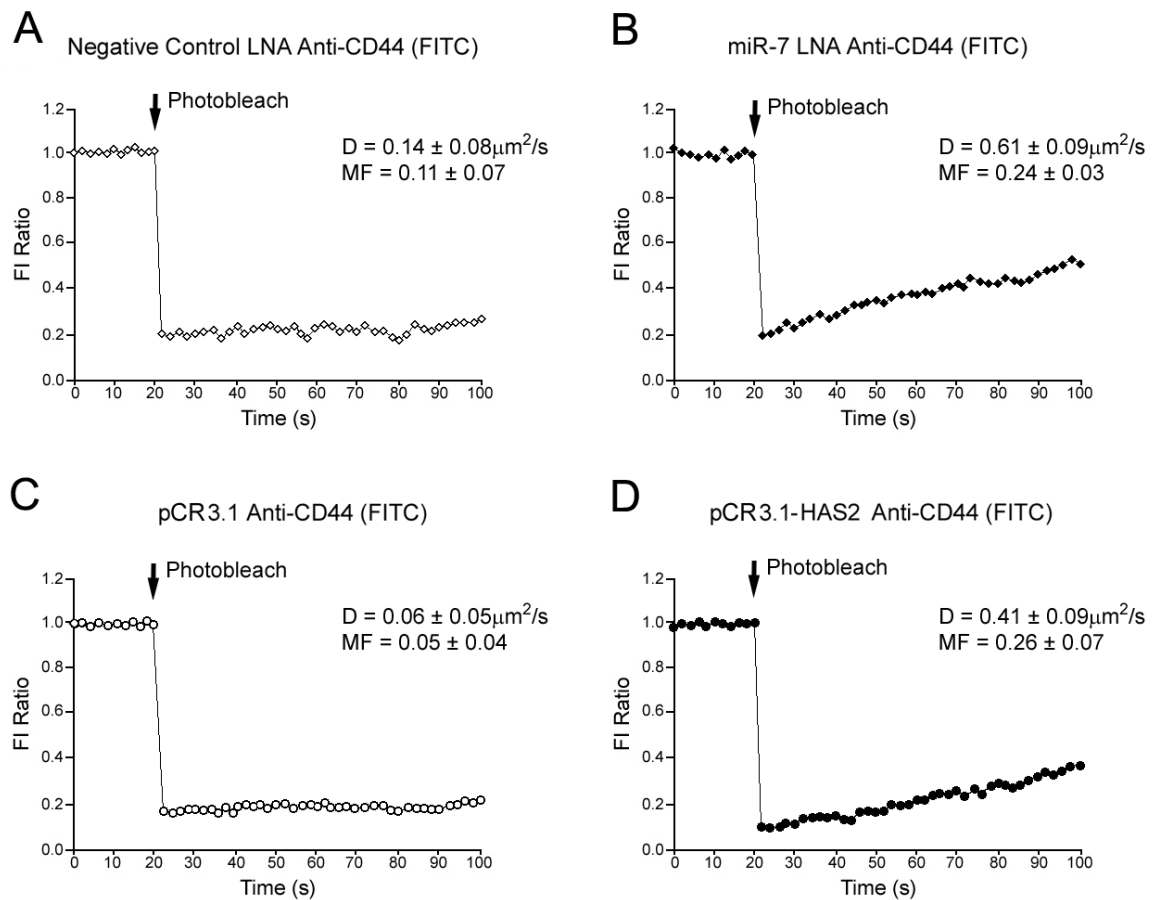 A
Negative Control LNA Anti-CD44 (FITC)
Photobleach
D = 0.14 ± 0.08μm²/s
MF = 0.11 ± 0.07
FI Ratio
1.2
1.0
0.8
0.6
0.4
0.2
0.0
0 10 20 30 40 50 60 70 80 90 100
Time (s)
B
miR-7 LNA Anti-CD44 (FITC)
Photobleach
D = 0.61 ± 0.09μm²/s
MF = 0.24 ± 0.03
FI Ratio
1.2
1.0
0.8
0.6
0.4
0.2
0.0
0 10 20 30 40 50 60 70 80 90 100
Time (s)
C
pCR3.1 Anti-CD44 (FITC)
Photobleach
D = 0.06 ± 0.05μm²/s
MF = 0.05 ± 0.04
FI Ratio
1.2
1.0
0.8
0.6
0.4
0.2
0.0
0 10 20 30 40 50 60 70 80 90 100
Time (s)
D
pCR3.1-HAS2 Anti-CD44 (FITC)
Photobleach
D = 0.41 ± 0.09μm²/s
MF = 0.26 ± 0.07
FI Ratio
1.2
1.0
0.8
0.6
0.4
0.2
0.0
0 10 20 30 40 50 60 70 80 90 100
Time (s)